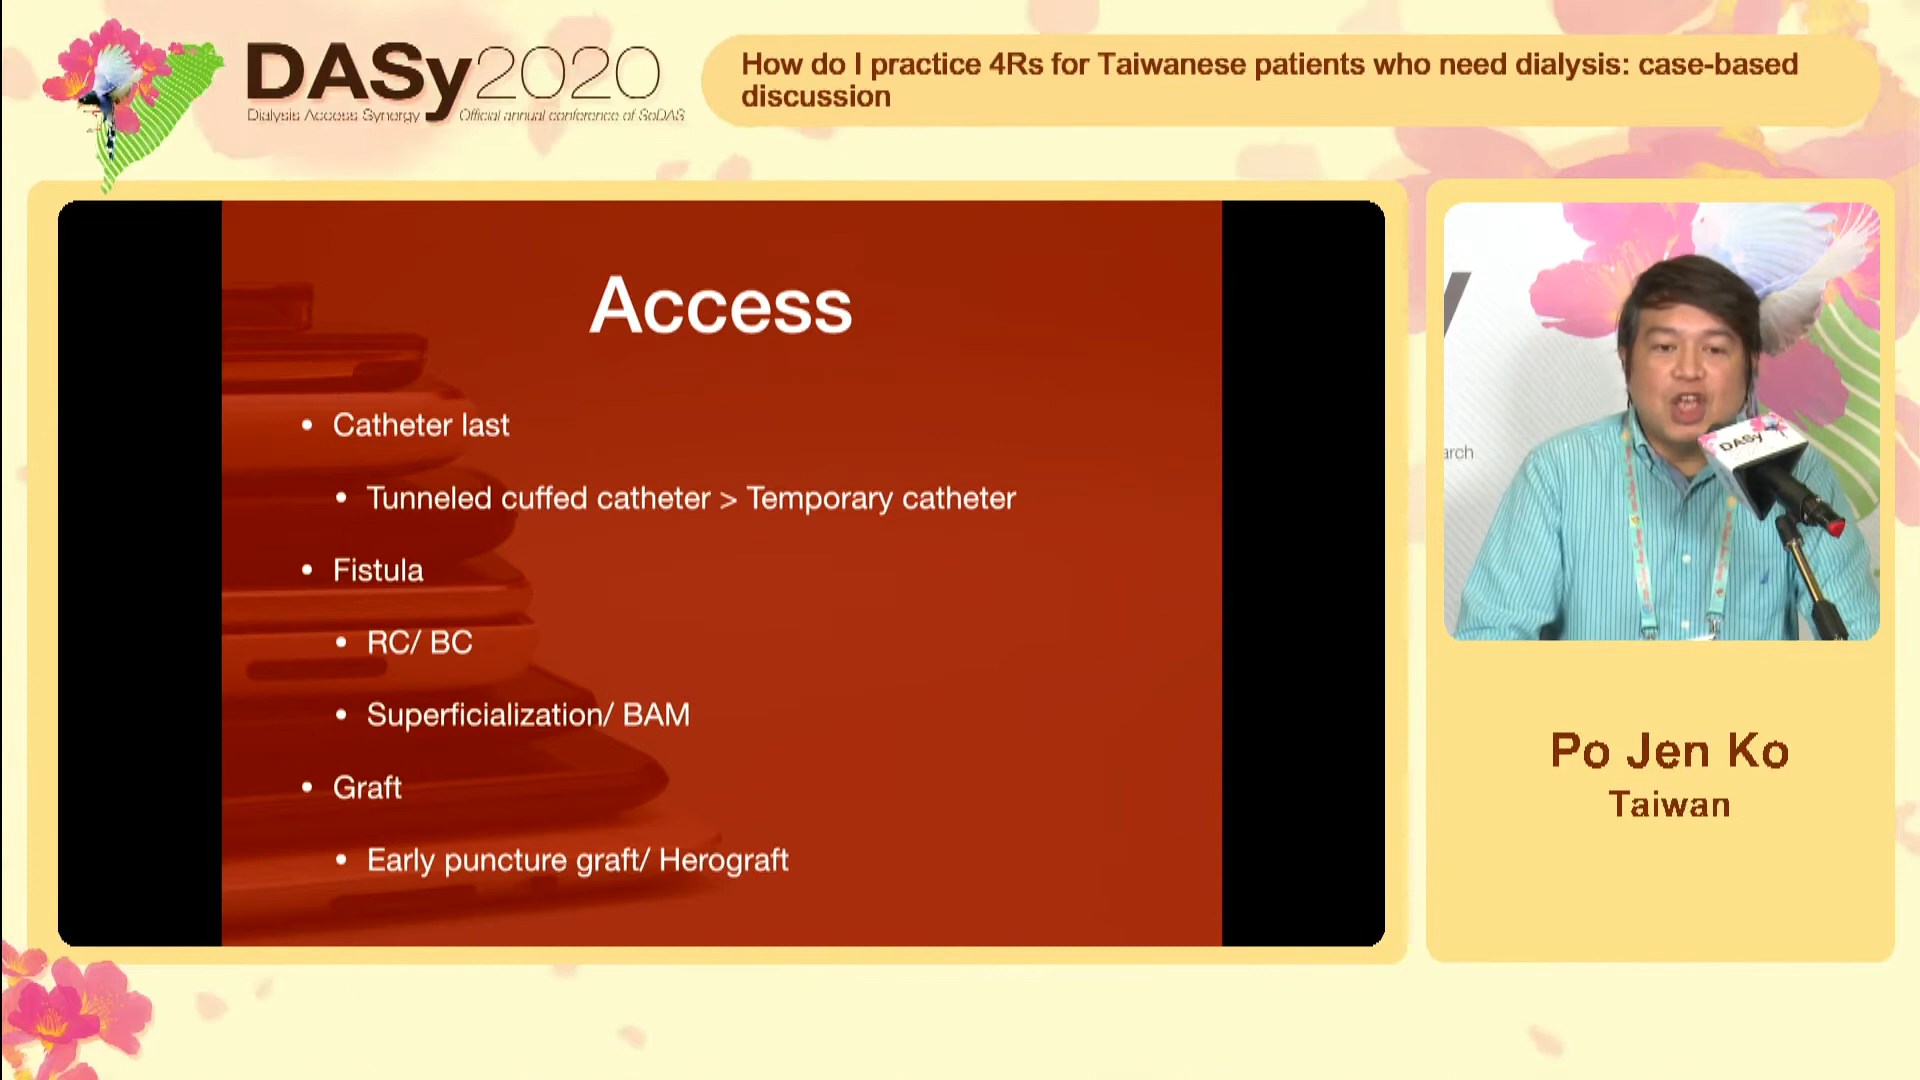 DASy2020
Dialysis Access Synergy Official annual conference of SoDAS
How do I practice 4Rs for Taiwanese patients who need dialysis: case-based
discussion
Access
• Catheter last
• Tunneled cuffed catheter > Temporary catheter
• Fistula
• RC/ BC
• Superficialization/ BAM
• Graft
• Early puncture graft/ Herograft
arch
DASy
Po Jen Ko
Taiwan